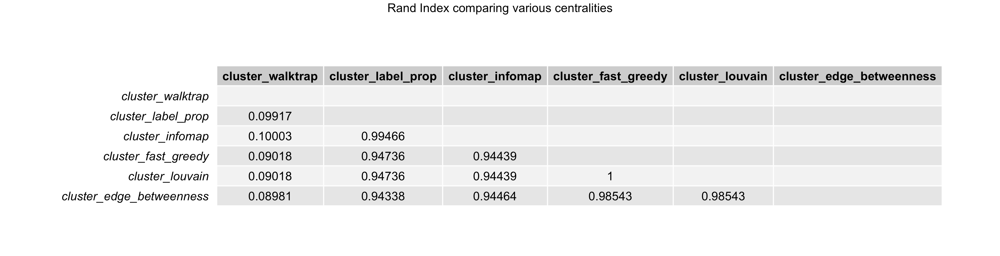 Rand Index comparing various centralities
cluster_walktrap cluster_label_prop cluster_infomap cluster_fast_greedy cluster_louvain cluster_edge_betweenness
cluster_walktrap
cluster_label_prop 0.09917
cluster_infomap 0.10003 0.99466
cluster_fast_greedy 0.09018 0.94736 0.94439
cluster_louvain 0.09018 0.94736 0.94439 1
cluster_edge_betweenness 0.08981 0.94338 0.94464 0.98543 0.98543